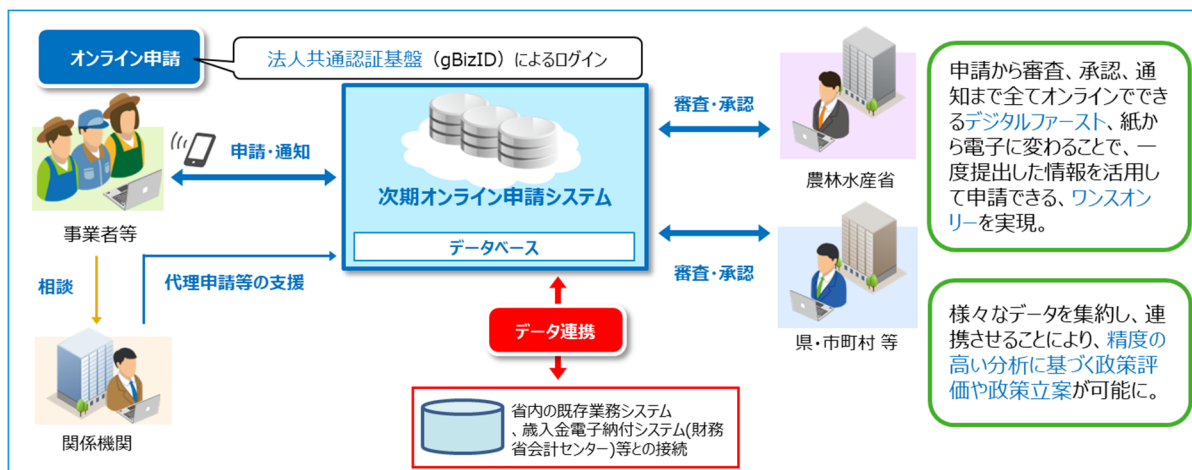 オンライン申請
法人共通認証基盤（gBizID）によるログイン
事業者等
申請・通知
次期オンライン申請システム
データベース
審査・承認
農林水産省
審査・承認
県・市町村 等
相談
代理申請等の支援
関係機関
データ連携
省内の既存業務システム
、歳入金電子納付システム(財務
省会計センター)等との接続
申請から審査、承認、通
知まで全てオンラインででき
るデジタルファースト、紙か
ら電子に変わることで、一
度提出した情報を活用し
て申請できる、ワンスオン
リーを実現。
様々なデータを集約し、連
携させることにより、精度の
高い分析に基づく政策評
価や政策立案が可能に。